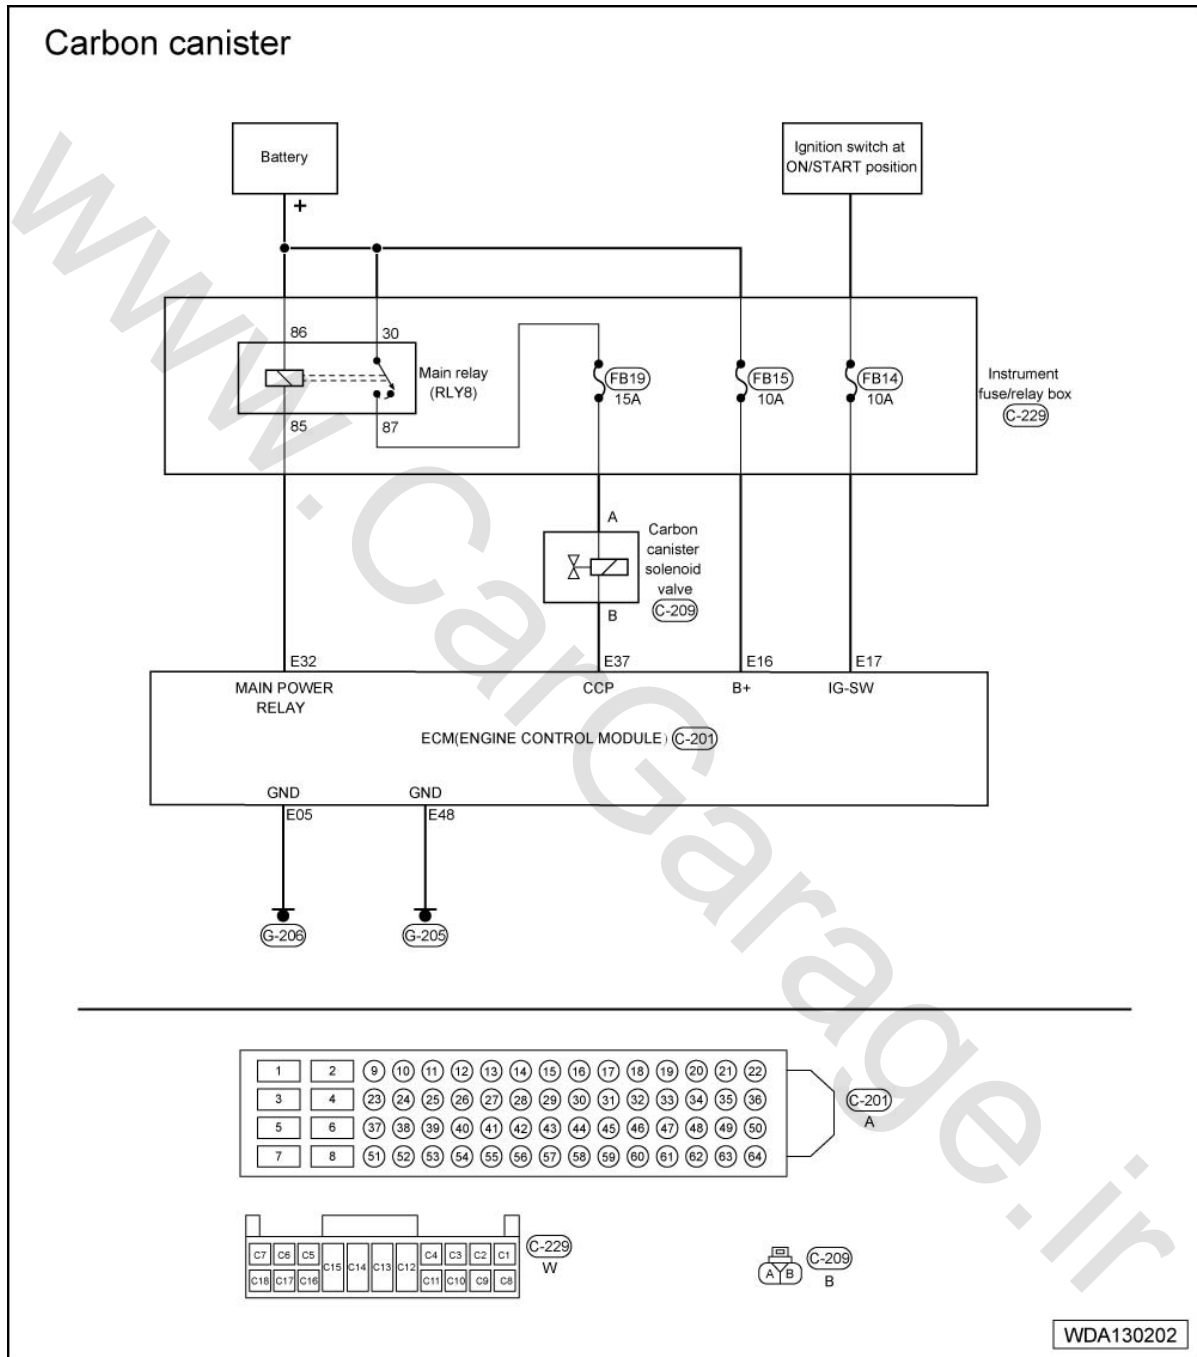 Carbon canister
Battery
Ignition switch at
ON/START position
+
86
30
Main relay
(RLY8)
85
87
FB19
15A
FB15
10A
FB14
10A
Instrument
fuse/relay box
C-229
A
Carbon
canister
solenoid
valve
C-209
B
E32
E37
E16
E17
MAIN POWER
RELAY
CCP
B+
IG-SW
ECM(ENGINE CONTROL MODULE) C-201
GND
GND
E05
E48
G-206
G-205
1 2 9 10 11 12 13 14 15 16 17 18 19 20 21 22
3 4 23 24 25 26 27 28 29 30 31 32 33 34 35 36
5 6 37 38 39 40 41 42 43 44 45 46 47 48 49 50
7 8 51 52 53 54 55 56 57 58 59 60 61 62 63 64
C-201
A
C7 C6 C5 C15 C14 C13 C12 C4 C3 C2 C1
C18 C17 C16 C11 C10 C9 C8
C-229
W
A B
C-209
B
WDA130202
www.CarGarage.ir